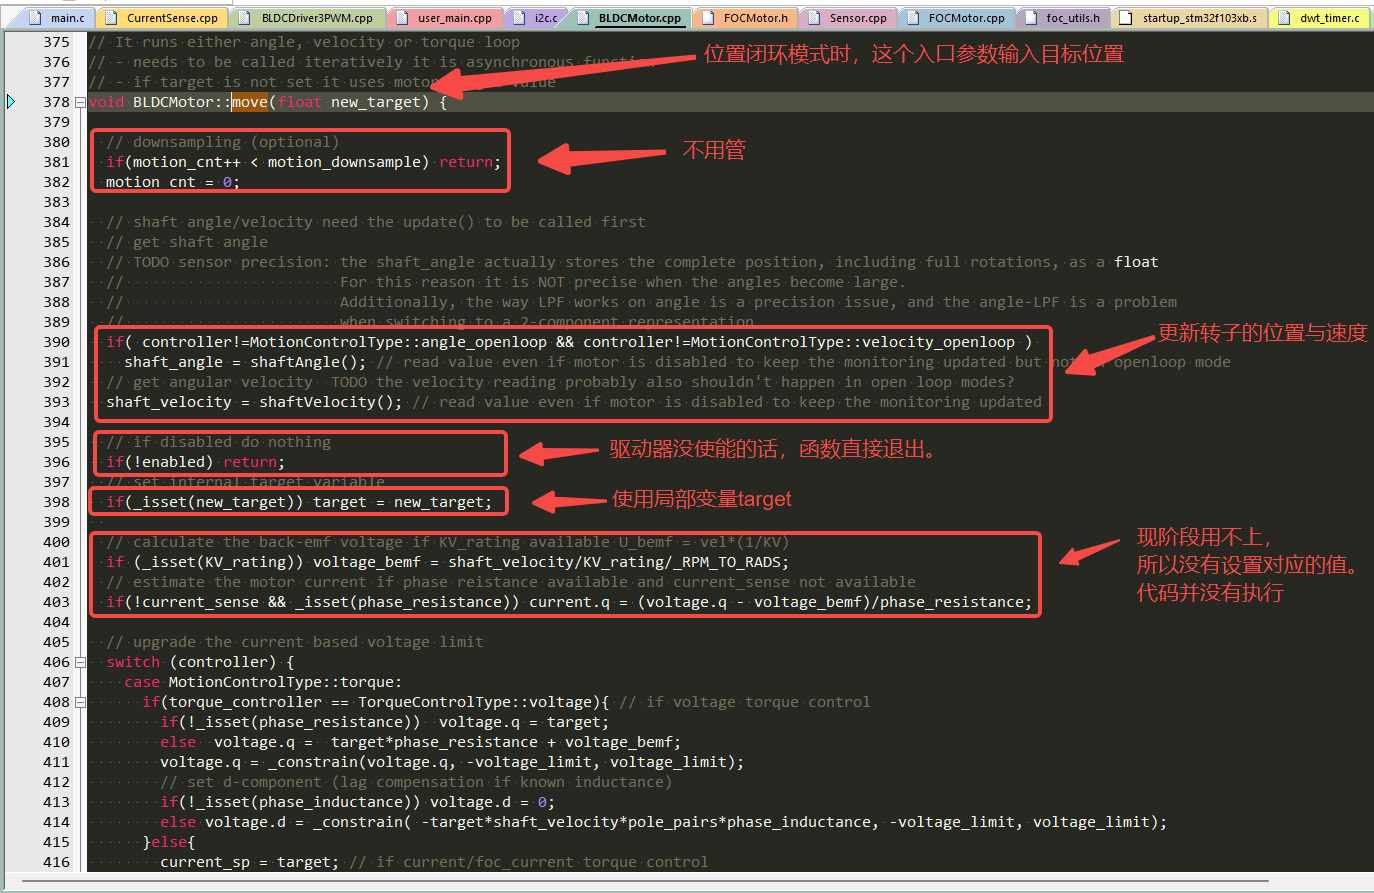 main.c CurrentSense.cpp BLDCDriver3PWM.cpp user_main.cpp i2c.c BLDCMotor.cpp FOCMotor.h Sensor.cpp FOCMotor.cpp foc_utils.h startup_stm32f103xb.s dwt_timer.c
375 // It runs either angle, velocity or torque loop
位置闭环模式时，这个入口参数输入目标位置
376 // - needs to be called iteratively it is asynchronous function
377 // - if target is not set it uses motor value
378 void BLDCMotor::move(float new_target) {
379
380 // downsampling (optional)
不用管
381 if(motion_cnt++ < motion_downsample) return;
382 motion_cnt = 0;
383
384 // shaft angle/velocity need the update() to be called first
385 // get shaft angle
386 // TODO sensor precision: the shaft_angle actually stores the complete position, including full rotations, as a float
387 // For this reason it is NOT precise when the angles become large.
388 // Additionally, the way LPF works on angle is a precision issue, and the angle-LPF is a problem
389 // when switching to a 2-component representation.
更新转子的位置与速度
390 if( controller!=MotionControlType::angle_openloop && controller!=MotionControlType::velocity_openloop )
391 shaft_angle = shaftAngle(); // read value even if motor is disabled to keep the monitoring updated but not openloop mode
392 // get angular velocity TODO the velocity reading probably also shouldn't happen in open loop modes?
393 shaft_velocity = shaftVelocity(); // read value even if motor is disabled to keep the monitoring updated
394
395 // if disabled do nothing
驱动器没使能的话，函数直接退出。
396 if(!enabled) return;
397 // set internal target variable
398 if(_isset(new_target)) target = new_target;
使用局部变量target
399
400 // calculate the back-emf voltage if KV_rating available U_bemf = vel*(1/KV)
现阶段用不上，
所以没有设置对应的值。
代码并没有执行
401 if (_isset(KV_rating)) voltage_bemf = shaft_velocity/KV_rating/_RPM_TO_RADS;
402 // estimate the motor current if phase reistance available and current_sense not available
403 if(!current_sense && _isset(phase_resistance)) current.q = (voltage.q - voltage_bemf)/phase_resistance;
404
405 // upgrade the current based voltage limit
406 switch (controller) {
407 case MotionControlType::torque:
408 if(torque_controller == TorqueControlType::voltage){ // if voltage torque control
409 if(!_isset(phase_resistance)) voltage.q = target;
410 else voltage.q = target*phase_resistance + voltage_bemf;
411 voltage.q = _constrain(voltage.q, -voltage_limit, voltage_limit);
412 // set d-component (lag compensation if known inductance)
413 if(!_isset(phase_inductance)) voltage.d = 0;
414 else voltage.d = _constrain( -target*shaft_velocity*pole_pairs*phase_inductance, -voltage_limit, voltage_limit);
415 }else{
416 current_sp = target; // if current/foc_current torque control